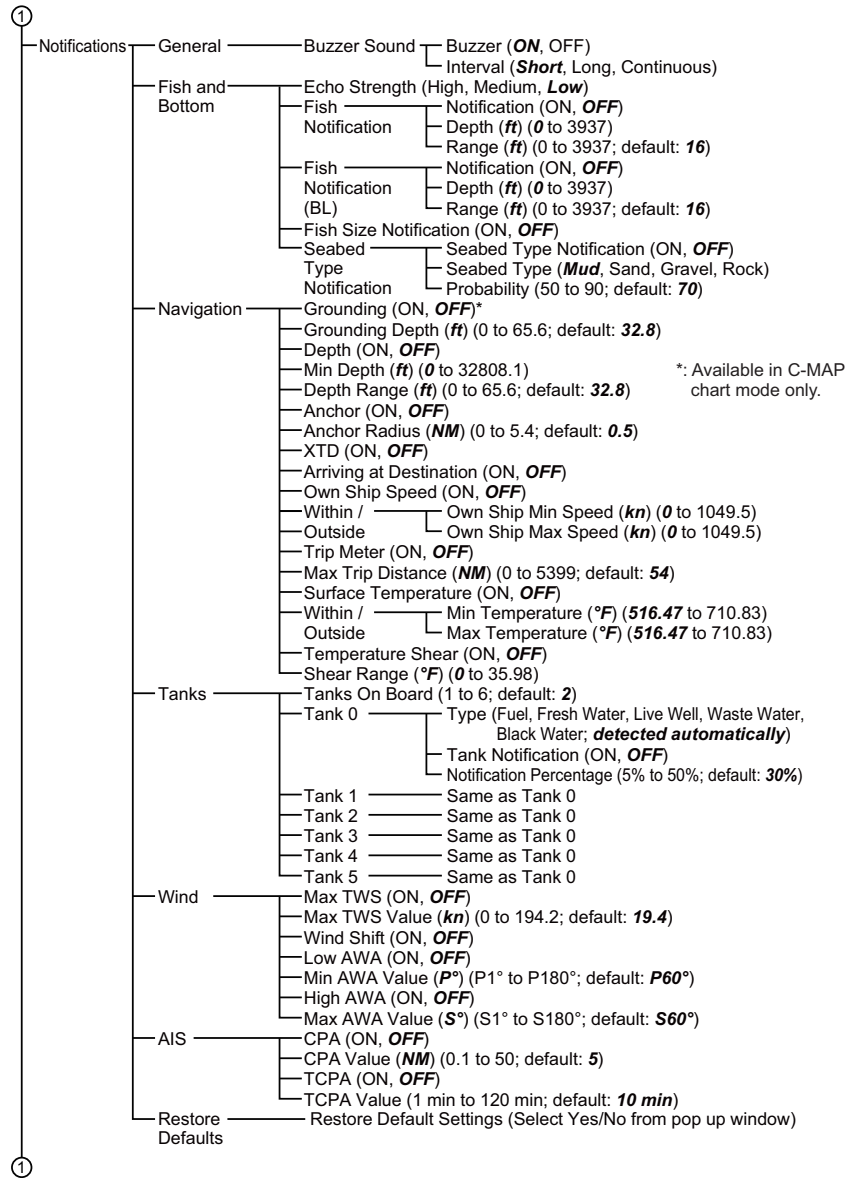 ①
Notifications General Buzzer Sound Buzzer (ON, OFF)
Interval (Short, Long, Continuous)
Fish and Echo Strength (High, Medium, Low)
Bottom Fish Notification (ON, OFF)
Notification Depth (ft) (0 to 3937)
Range (ft) (0 to 3937; default: 16)
Fish Notification (ON, OFF)
Notification Depth (ft) (0 to 3937)
(BL) Range (ft) (0 to 3937; default: 16)
Fish Size Notification (ON, OFF)
Seabed Seabed Type Notification (ON, OFF)
Type Seabed Type (Mud, Sand, Gravel, Rock)
Notification Probability (50 to 90; default: 70)
Navigation Grounding (ON, OFF)*
Grounding Depth (ft) (0 to 65.6; default: 32.8)
Depth (ON, OFF)
Min Depth (ft) (0 to 32808.1) *: Available in C-MAP
Depth Range (ft) (0 to 65.6; default: 32.8) chart mode only.
Anchor (ON, OFF)
Anchor Radius (NM) (0 to 5.4; default: 0.5)
XTD (ON, OFF)
Arriving at Destination (ON, OFF)
Own Ship Speed (ON, OFF)
Within / Own Ship Min Speed (kn) (0 to 1049.5)
Outside Own Ship Max Speed (kn) (0 to 1049.5)
Trip Meter (ON, OFF)
Max Trip Distance (NM) (0 to 5399; default: 54)
Surface Temperature (ON, OFF)
Within / Min Temperature (°F) (516.47 to 710.83)
Outside Max Temperature (°F) (516.47 to 710.83)
Temperature Shear (ON, OFF)
Shear Range (°F) (0 to 35.98)
Tanks Tanks On Board (1 to 6; default: 2)
Tank 0 Type (Fuel, Fresh Water, Live Well, Waste Water,
Black Water; detected automatically)
Tank Notification (ON, OFF)
Notification Percentage (5% to 50%; default: 30%)
Tank 1 Same as Tank 0
Tank 2 Same as Tank 0
Tank 3 Same as Tank 0
Tank 4 Same as Tank 0
Tank 5 Same as Tank 0
Wind Max TWS (ON, OFF)
Max TWS Value (kn) (0 to 194.2; default: 19.4)
Wind Shift (ON, OFF)
Low AWA (ON, OFF)
Min AWA Value (P°) (P1° to P180°; default: P60°)
High AWA (ON, OFF)
Max AWA Value (S°) (S1° to S180°; default: S60°)
AIS CPA (ON, OFF)
CPA Value (NM) (0.1 to 50; default: 5)
TCPA (ON, OFF)
TCPA Value (1 min to 120 min; default: 10 min)
Restore Restore Default Settings (Select Yes/No from pop up window)
Defaults
①